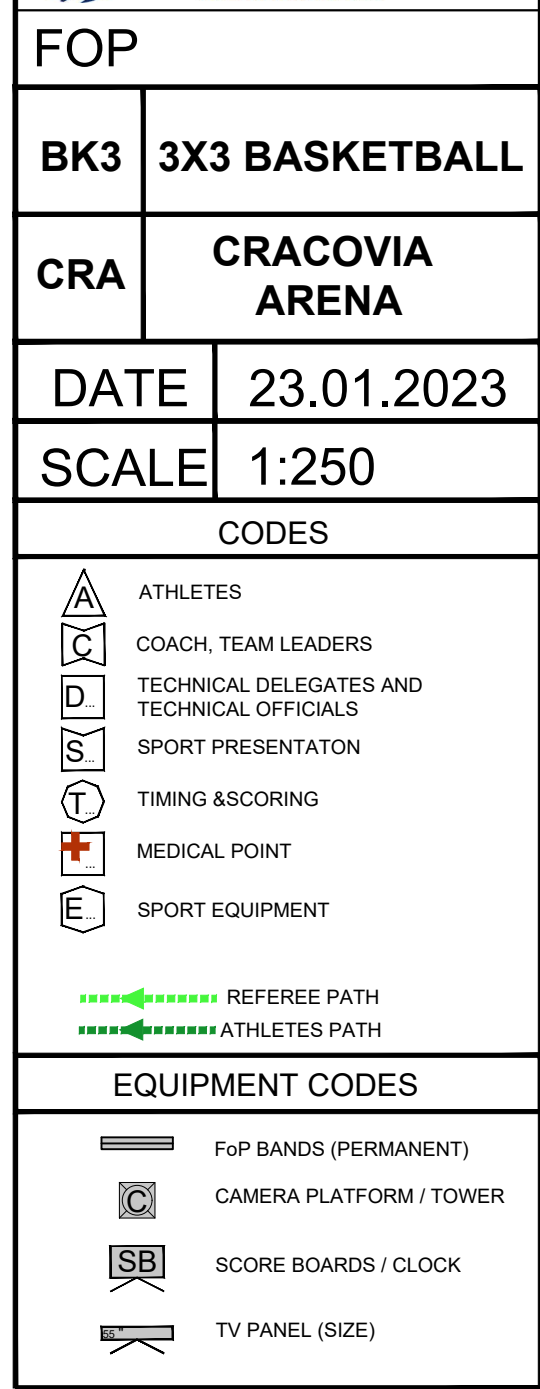 FOP
BK3 3X3 BASKETBALL
CRA CRACOVIA
ARENA
DATE 23.01.2023
SCALE 1:250
CODES
A ATHLETES
C COACH, TEAM LEADERS
D... TECHNICAL DELEGATES AND
TECHNICAL OFFICIALS
S... SPORT PRESENTATON
T... TIMING &SCORING
... MEDICAL POINT
E... SPORT EQUIPMENT
REFEREE PATH
ATHLETES PATH
EQUIPMENT CODES
FoP BANDS (PERMANENT)
C CAMERA PLATFORM / TOWER
SB SCORE BOARDS / CLOCK
55 " TV PANEL (SIZE)